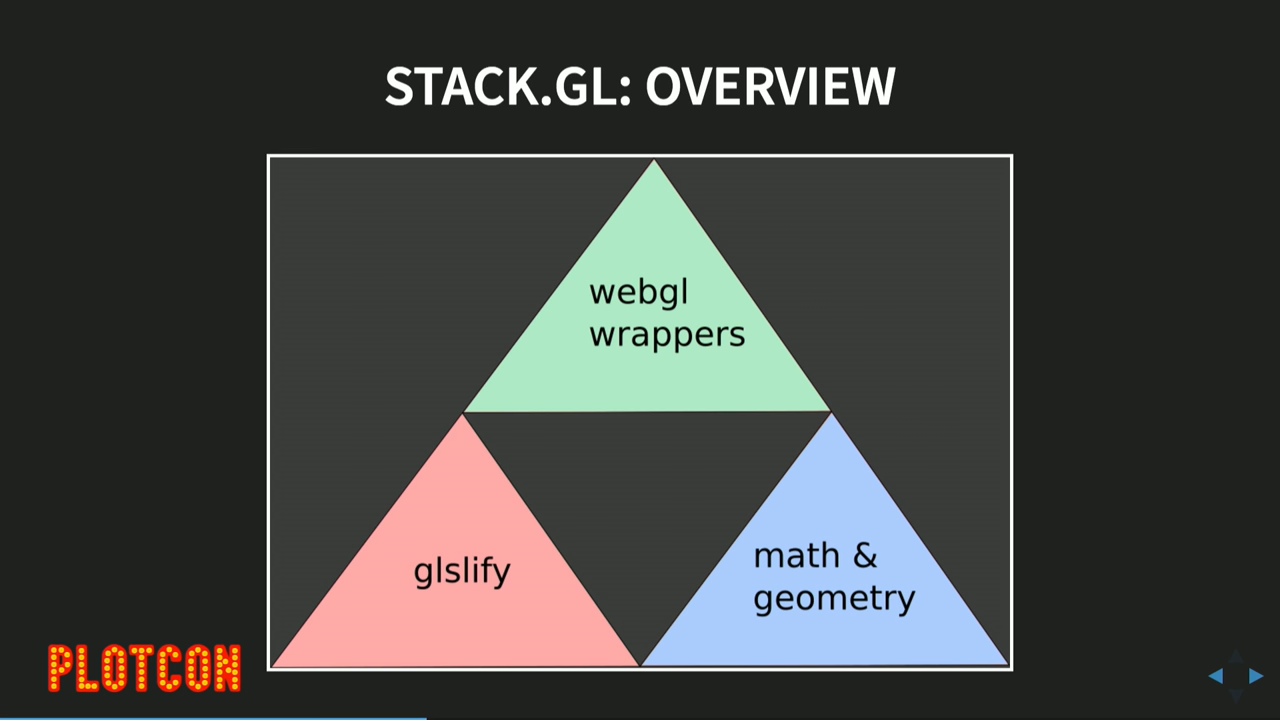 STACK.GL: OVERVIEW
webgl
wrappers
glslify
math &
geometry
PLOTCON